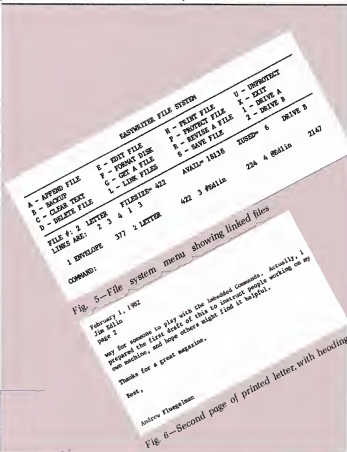 EASYWRITER FILE SYSTEM
A - APPEND FILE E - EDIT FILE N - PRINT FILE U - UNPROTECT
B - BACKUP F - FORMAT DISK P - PROTECT FILE X - EXIT
C - CLEAR TEXT G - GET A FILE R - REVISE A FILE 1 - DRIVE A
D - DELETE FILE L - LINK FILES S - SAVE FILE 2 - DRIVE B
FILE #: 2 LETTER FILESIZE= 422 AVAIL= 18138 %USED= 6 DRIVE B
LINKS ARE: 2 3 4 1 3
1 ENVELOPE 377 2 LETTER 422 3 @Edlin 224 4 @Edlin 2147
COMMAND:
Fig. 5—File system menu showing linked files
February 1, 1982
Jim Edlin
page 2
way for someone to play with the Imbedded Commands. Actually, I
prepared the first draft of this to instruct people working on my
own machine, and hope others might find it helpful.
Thanks for a great magazine.
Best,
Andrew Fluegelman
Fig. 6—Second page of printed letter, with heading